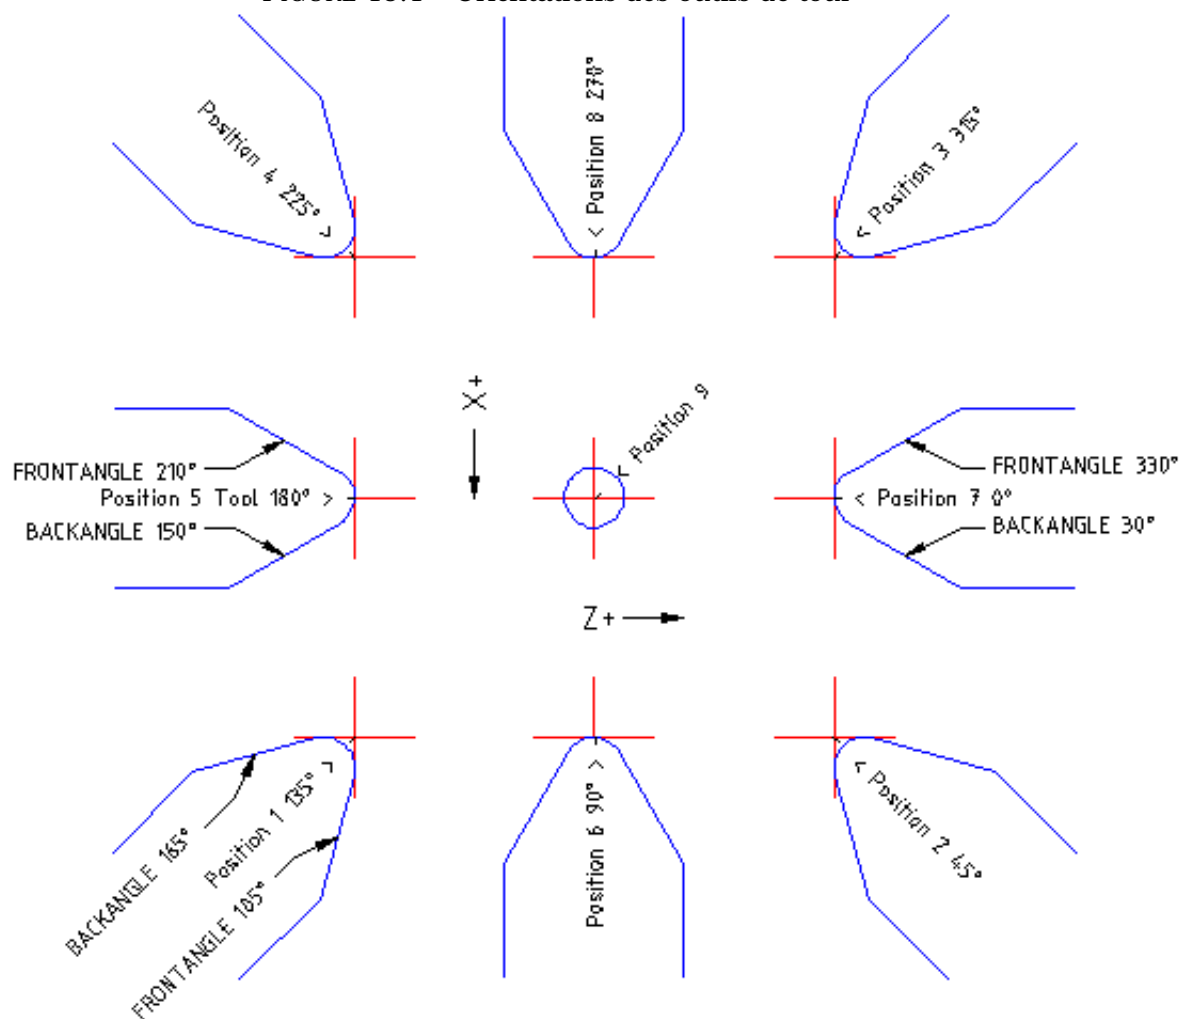 Position 4 225°
Position 8 270°
Position 3 315°
X+
Position 9
FRONTANGLE 210°
Position 5 Tool 180°
BACKANGLE 150°
FRONTANGLE 330°
Position 7 0°
BACKANGLE 30°
Z+
BACKANGLE 165°
Position 1 135°
FRONTANGLE 105°
Position 6 90°
Position 2 45°